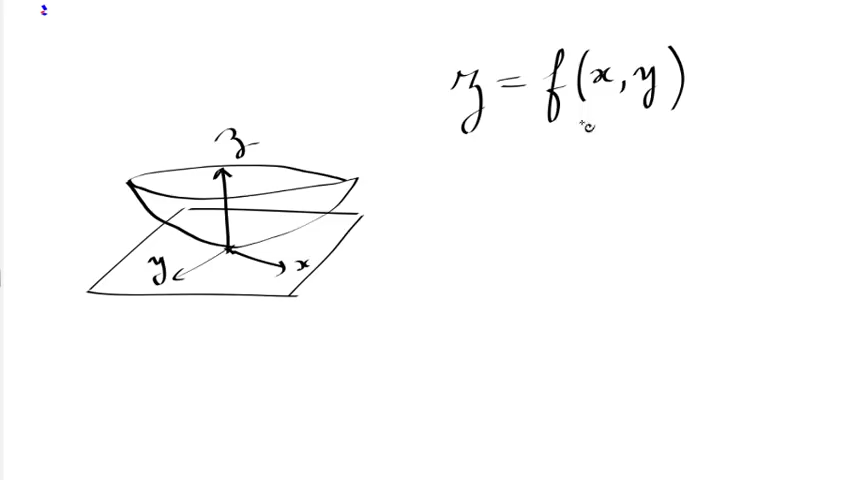 z = f(x, y)
z
y x